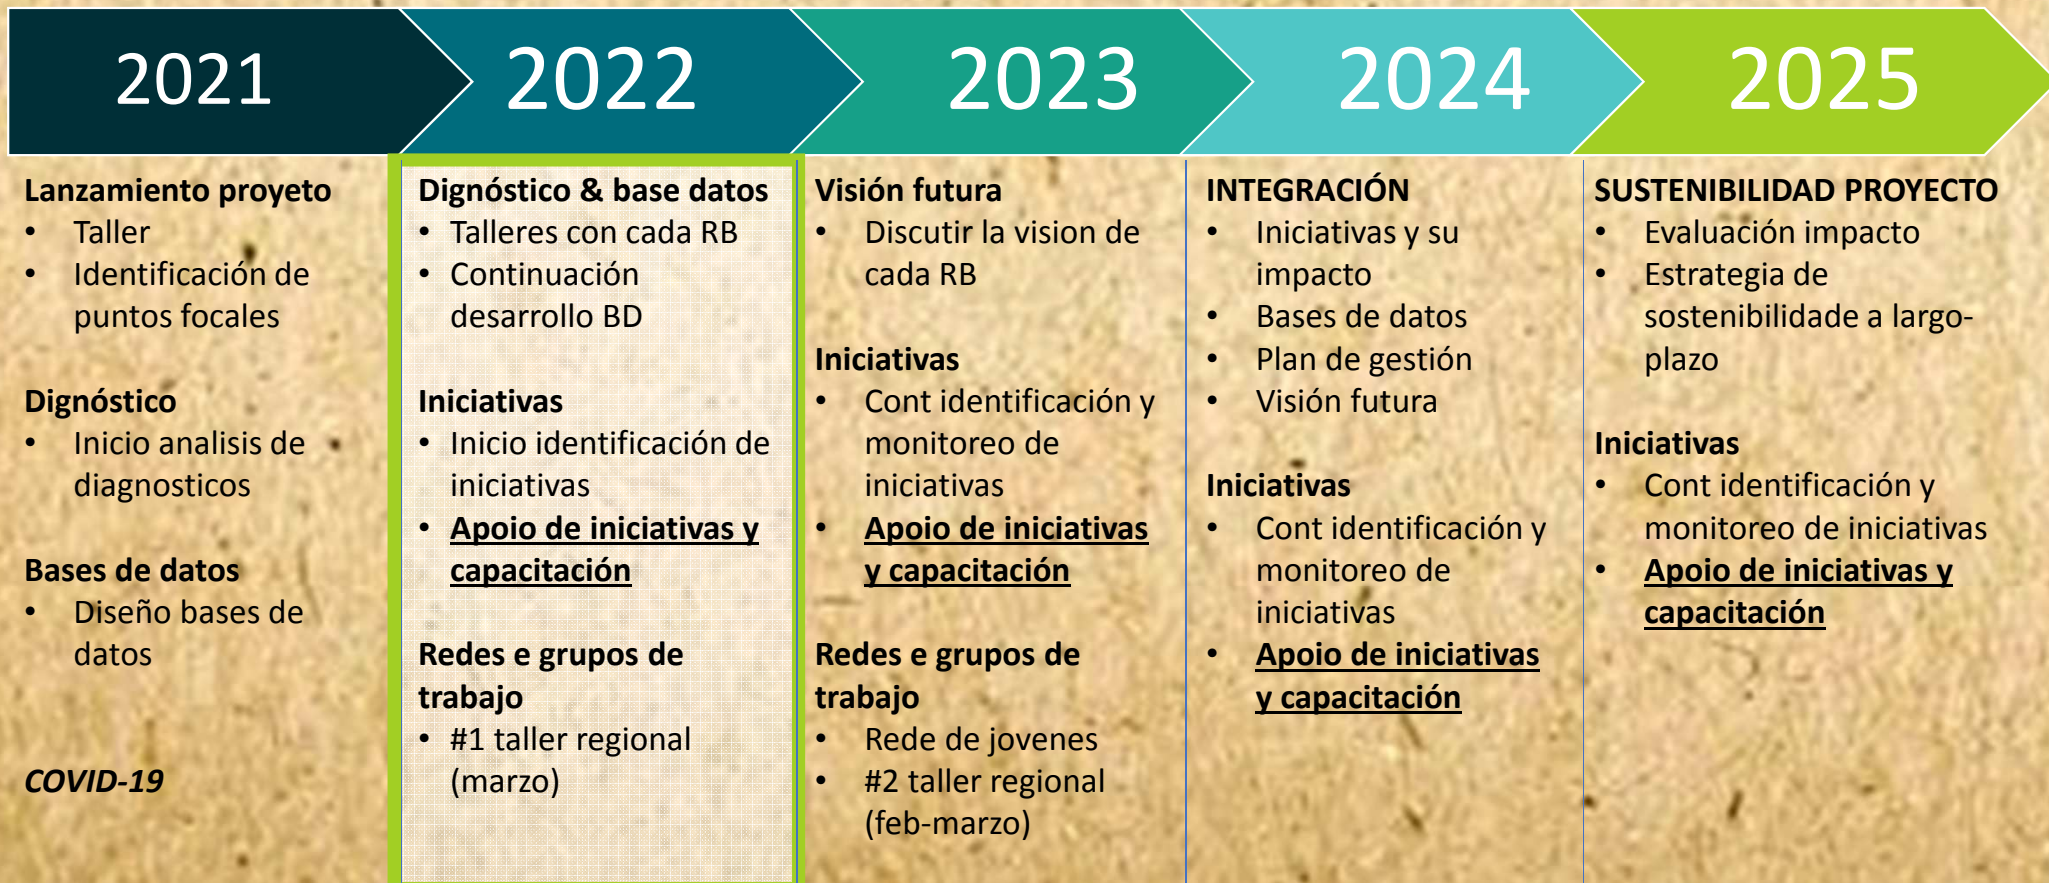 2021
2022
2023
2024
2025
Lanzamiento proyeto
• Taller
• Identificación de
puntos focales
Dignóstico
• Inicio analisis de
diagnosticos
Bases de datos
• Diseño bases de
datos
COVID-19
Dignóstico & base datos
• Talleres con cada RB
• Continuación
desarrollo BD
Iniciativas
• Inicio identificación de
iniciativas
• Apoio de iniciativas y
capacitación
Redes e grupos de
trabajo
• #1 taller regional
(marzo)
Visión futura
• Discutir la vision de
cada RB
Iniciativas
• Cont identificación y
monitoreo de
iniciativas
• Apoio de iniciativas
y capacitación
Redes e grupos de
trabajo
• Rede de jovenes
• #2 taller regional
(feb-marzo)
INTEGRACIÓN
• Iniciativas y su
impacto
• Bases de datos
• Plan de gestión
• Visión futura
Iniciativas
• Cont identificación y
monitoreo de
iniciativas
• Apoio de iniciativas
y capacitación
SUSTENIBILIDAD PROYECTO
• Evaluación impacto
• Estrategia de
sostenibilidade a largo-
plazo
Iniciativas
• Cont identificación y
monitoreo de iniciativas
• Apoio de iniciativas y
capacitación